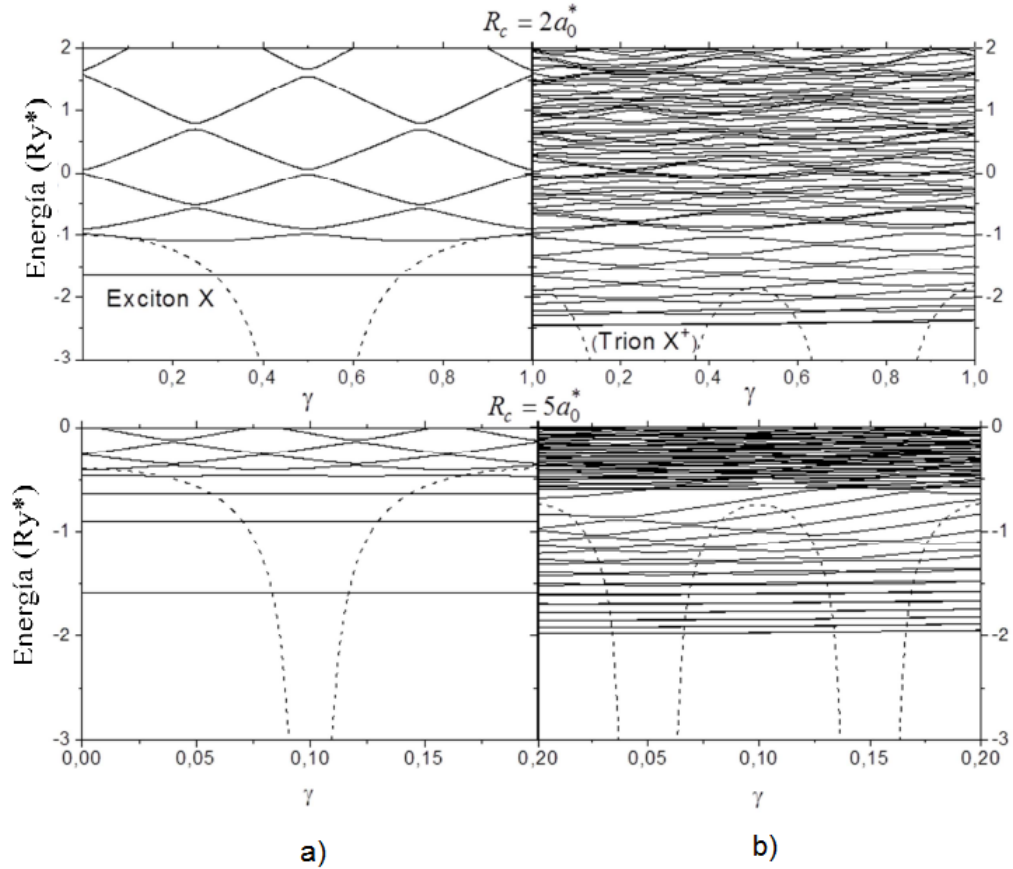 R_c = 2a_0^*
Energía (Ry*)
2
1
0
-1
-2
-3
Exciton X
0,2 0,4 0,6 0,8 1,0
γ
2
1
0
-1
-2
-3
(Trion X⁺)
0,2 0,4 0,6 0,8 1,0
γ
R_c = 5a_0^*
Energía (Ry*)
0
-1
-2
-3
0,00 0,05 0,10 0,15 0,20
γ
0
-1
-2
-3
0,05 0,10 0,15 0,20
γ
a)
b)